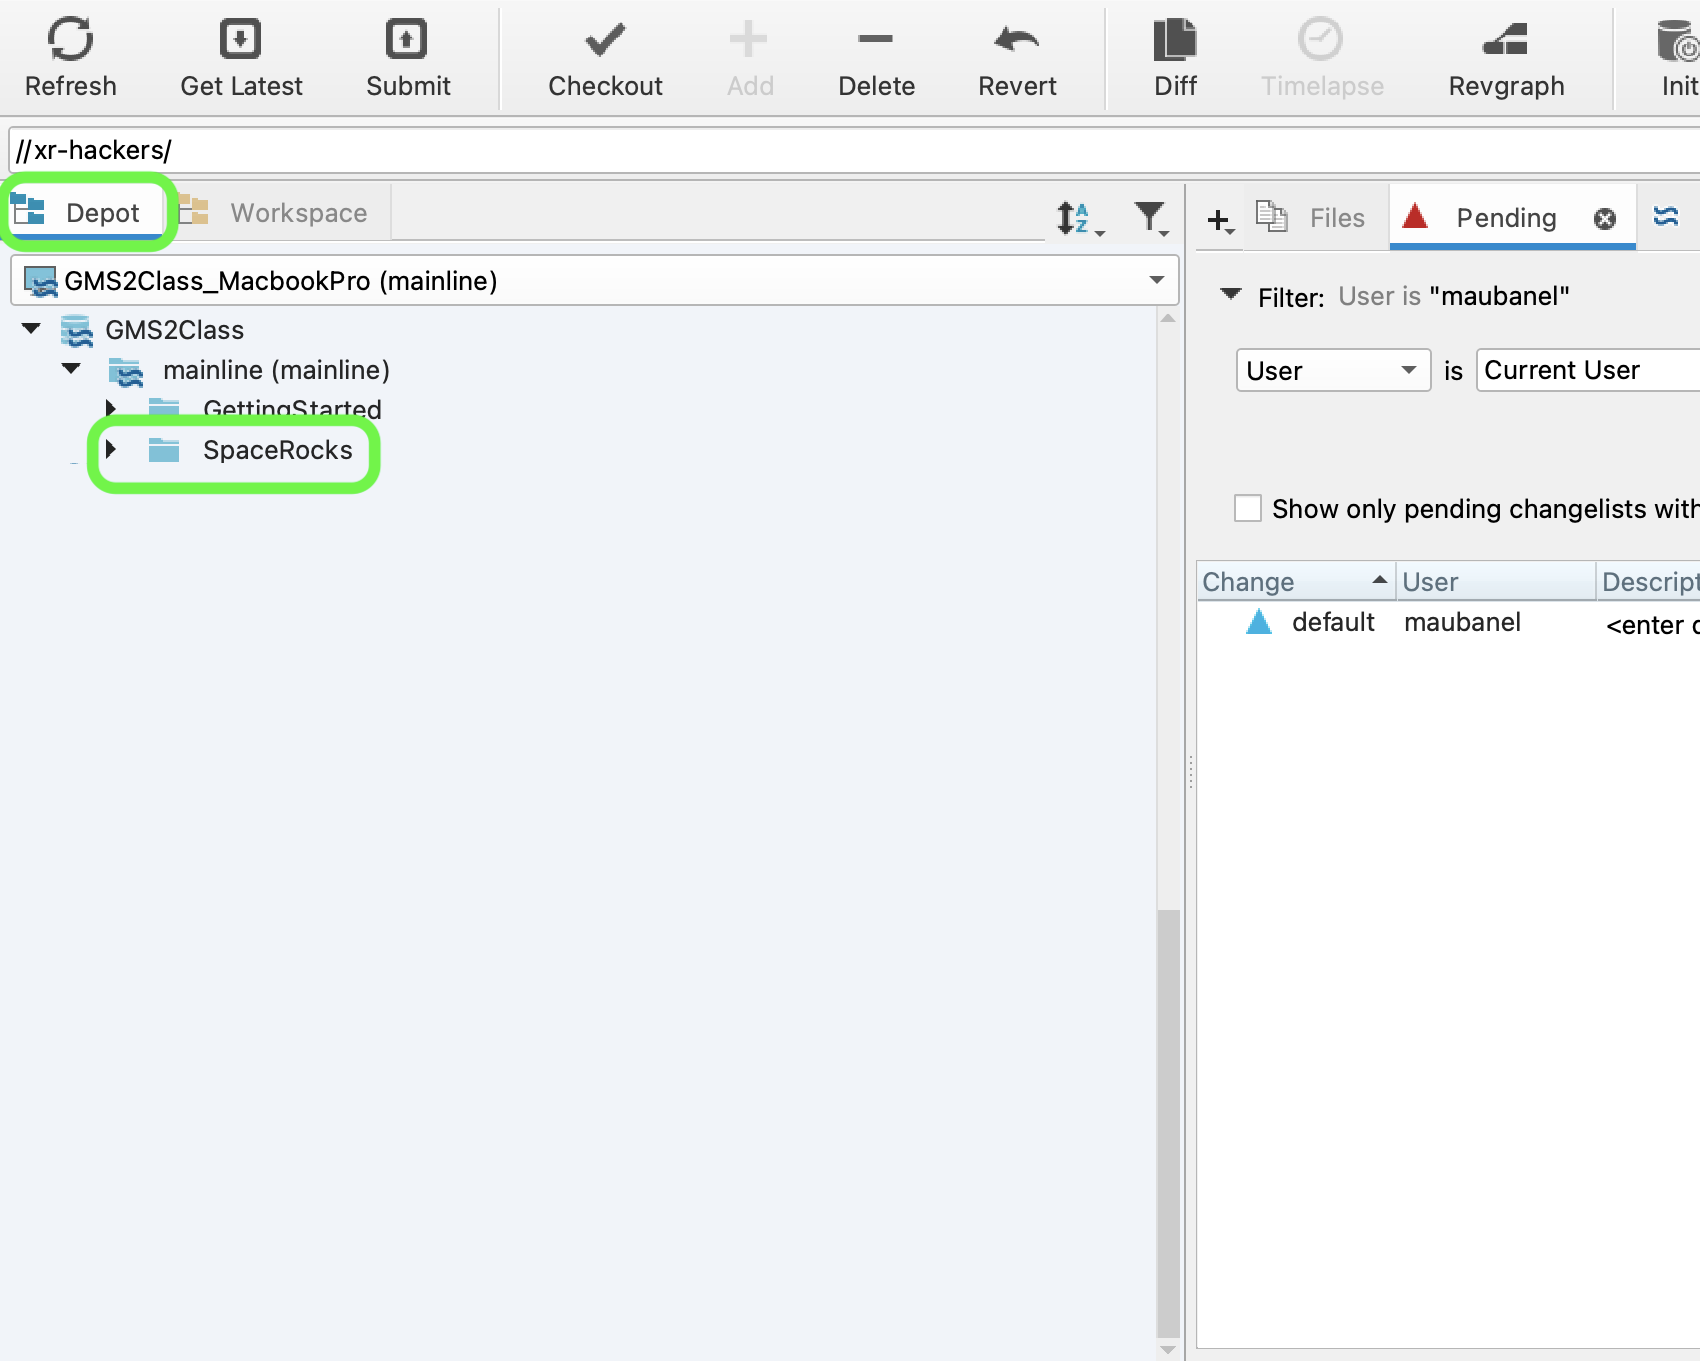 Refresh Get Latest Submit Checkout Add Delete Revert Diff Timelapse Revgraph Init
//xr-hackers/
Depot Workspace
Files Pending
GMS2Class_MacbookPro (mainline)
GMS2Class
mainline (mainline)
GettingStarted
SpaceRocks
Filter: User is "maubanel"
User is Current User
Show only pending changelists with
Change User Descript
default maubanel <enter